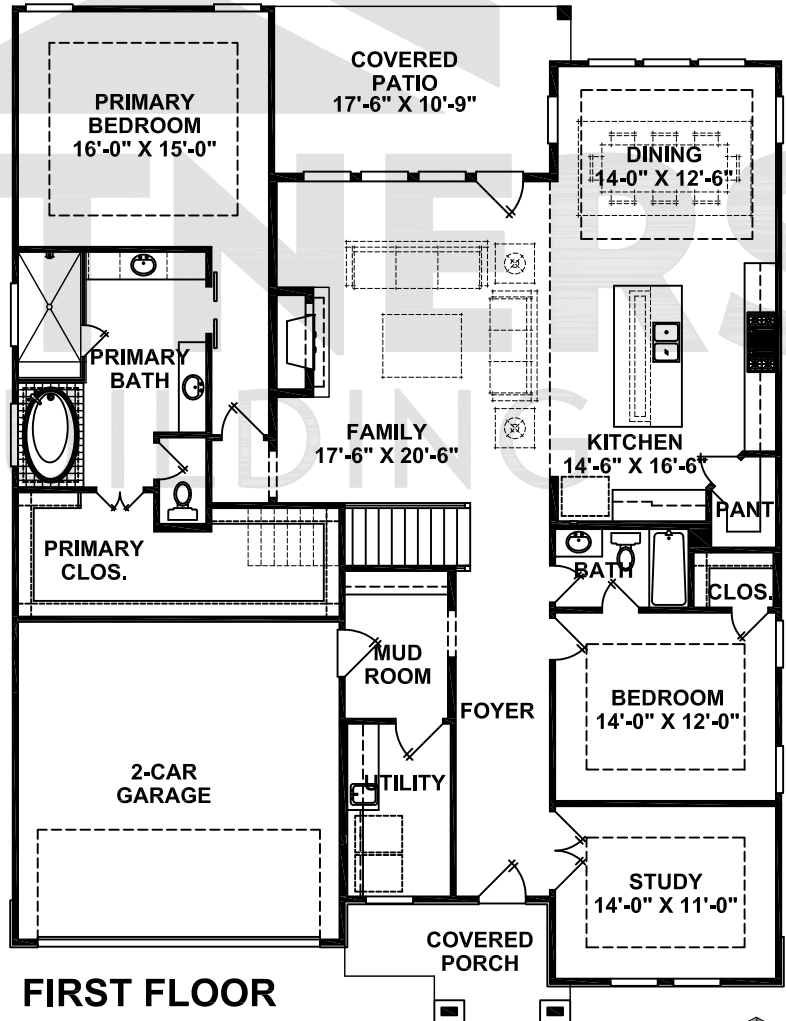 COVERED
PATIO
17'-6" X 10'-9"
PRIMARY
BEDROOM
16'-0" X 15'-0"
DINING
14-0" X 12'-6"
PRIMARY
BATH
FAMILY
17'-6" X 20'-6"
KITCHEN
14'-6" X 16'-6"
PANT
PRIMARY
CLOS.
BATH
CLOS.
MUD
ROOM
BEDROOM
14'-0" X 12'-0"
FOYER
2-CAR
GARAGE
UTILITY
STUDY
14'-0" X 11'-0"
COVERED
PORCH
FIRST FLOOR
TNERS
ILDING